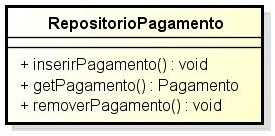 RepositorioPagamento
+ inserirPagamento() : void
+ getPagamento() : Pagamento
+ removerPagamento() : void